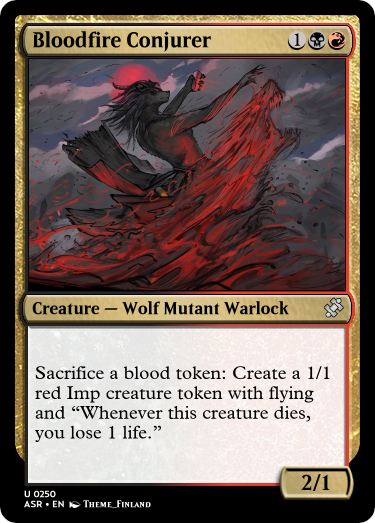 Bloodfire Conjurer 1
Creature — Wolf Mutant Warlock
Sacrifice a blood token: Create a 1/1
red Imp creature token with flying
and “Whenever this creature dies,
you lose 1 life.”
2/1
U 0250
ASR • EN Theme_Finland